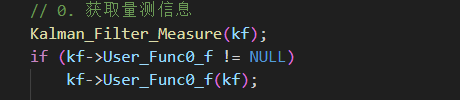 // 0. 获取量测信息
Kalman_Filter_Measure(kf);
if (kf->User_Func0_f != NULL)
    kf->User_Func0_f(kf);